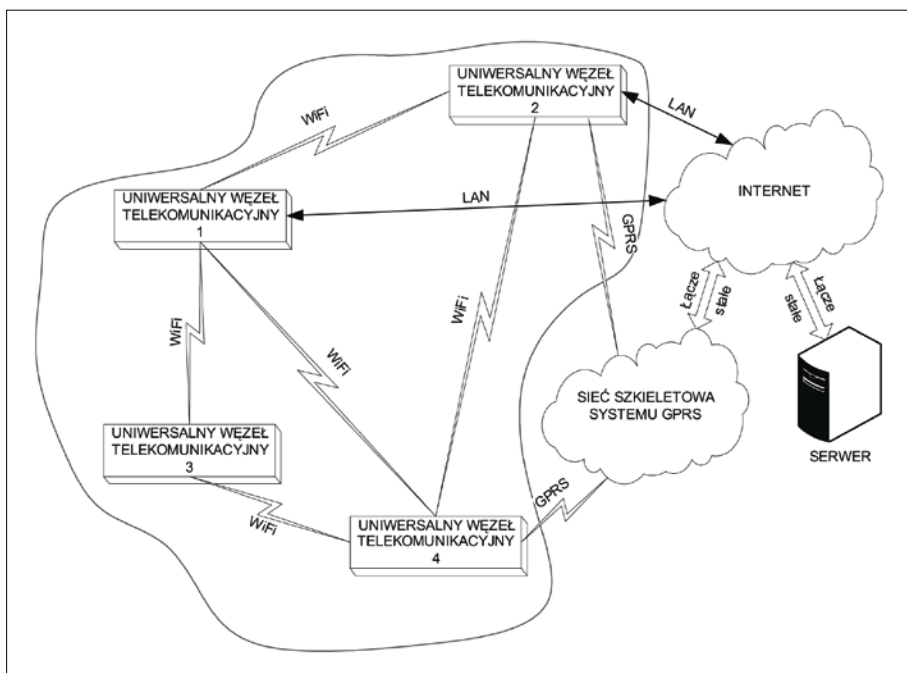 UNIWERSALNY WĘZEŁ
TELEKOMUNIKACYJNY
2
WiFi
LAN
INTERNET
UNIWERSALNY WĘZEŁ
TELEKOMUNIKACYJNY
1
LAN
GPRS
Łącze
stałe
Łącze
stałe
WiFi
WiFi
WiFi
SIEĆ SZKIELETOWA
SYSTEMU GPRS
SERWER
UNIWERSALNY WĘZEŁ
TELEKOMUNIKACYJNY
3
WiFi
GPRS
UNIWERSALNY WĘZEŁ
TELEKOMUNIKACYJNY
4